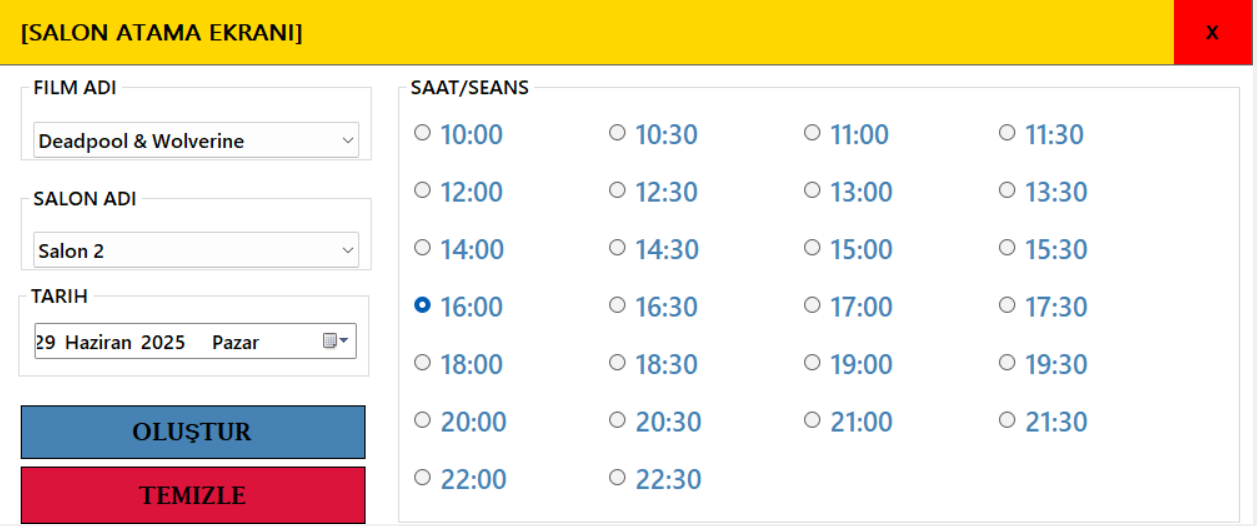 [SALON ATAMA EKRANI]
X
FILM ADI
Deadpool & Wolverine
SALON ADI
Salon 2
TARIH
29 Haziran 2025 Pazar
OLUŞTUR
TEMIZLE
SAAT/SEANS
10:00 10:30 11:00 11:30
12:00 12:30 13:00 13:30
14:00 14:30 15:00 15:30
16:00 16:30 17:00 17:30
18:00 18:30 19:00 19:30
20:00 20:30 21:00 21:30
22:00 22:30